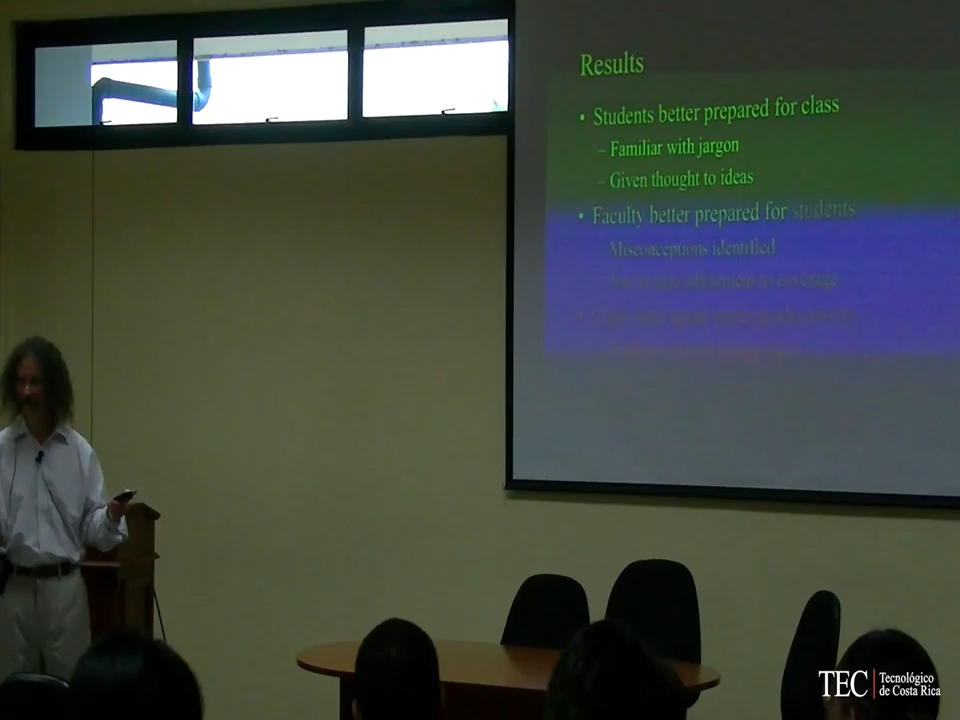 Results
• Students better prepared for class
– Familiar with jargon
– Given thought to ideas
• Faculty better prepared for students
Misconceptions identified
coverage
TEC | Tecnológico
de Costa Rica